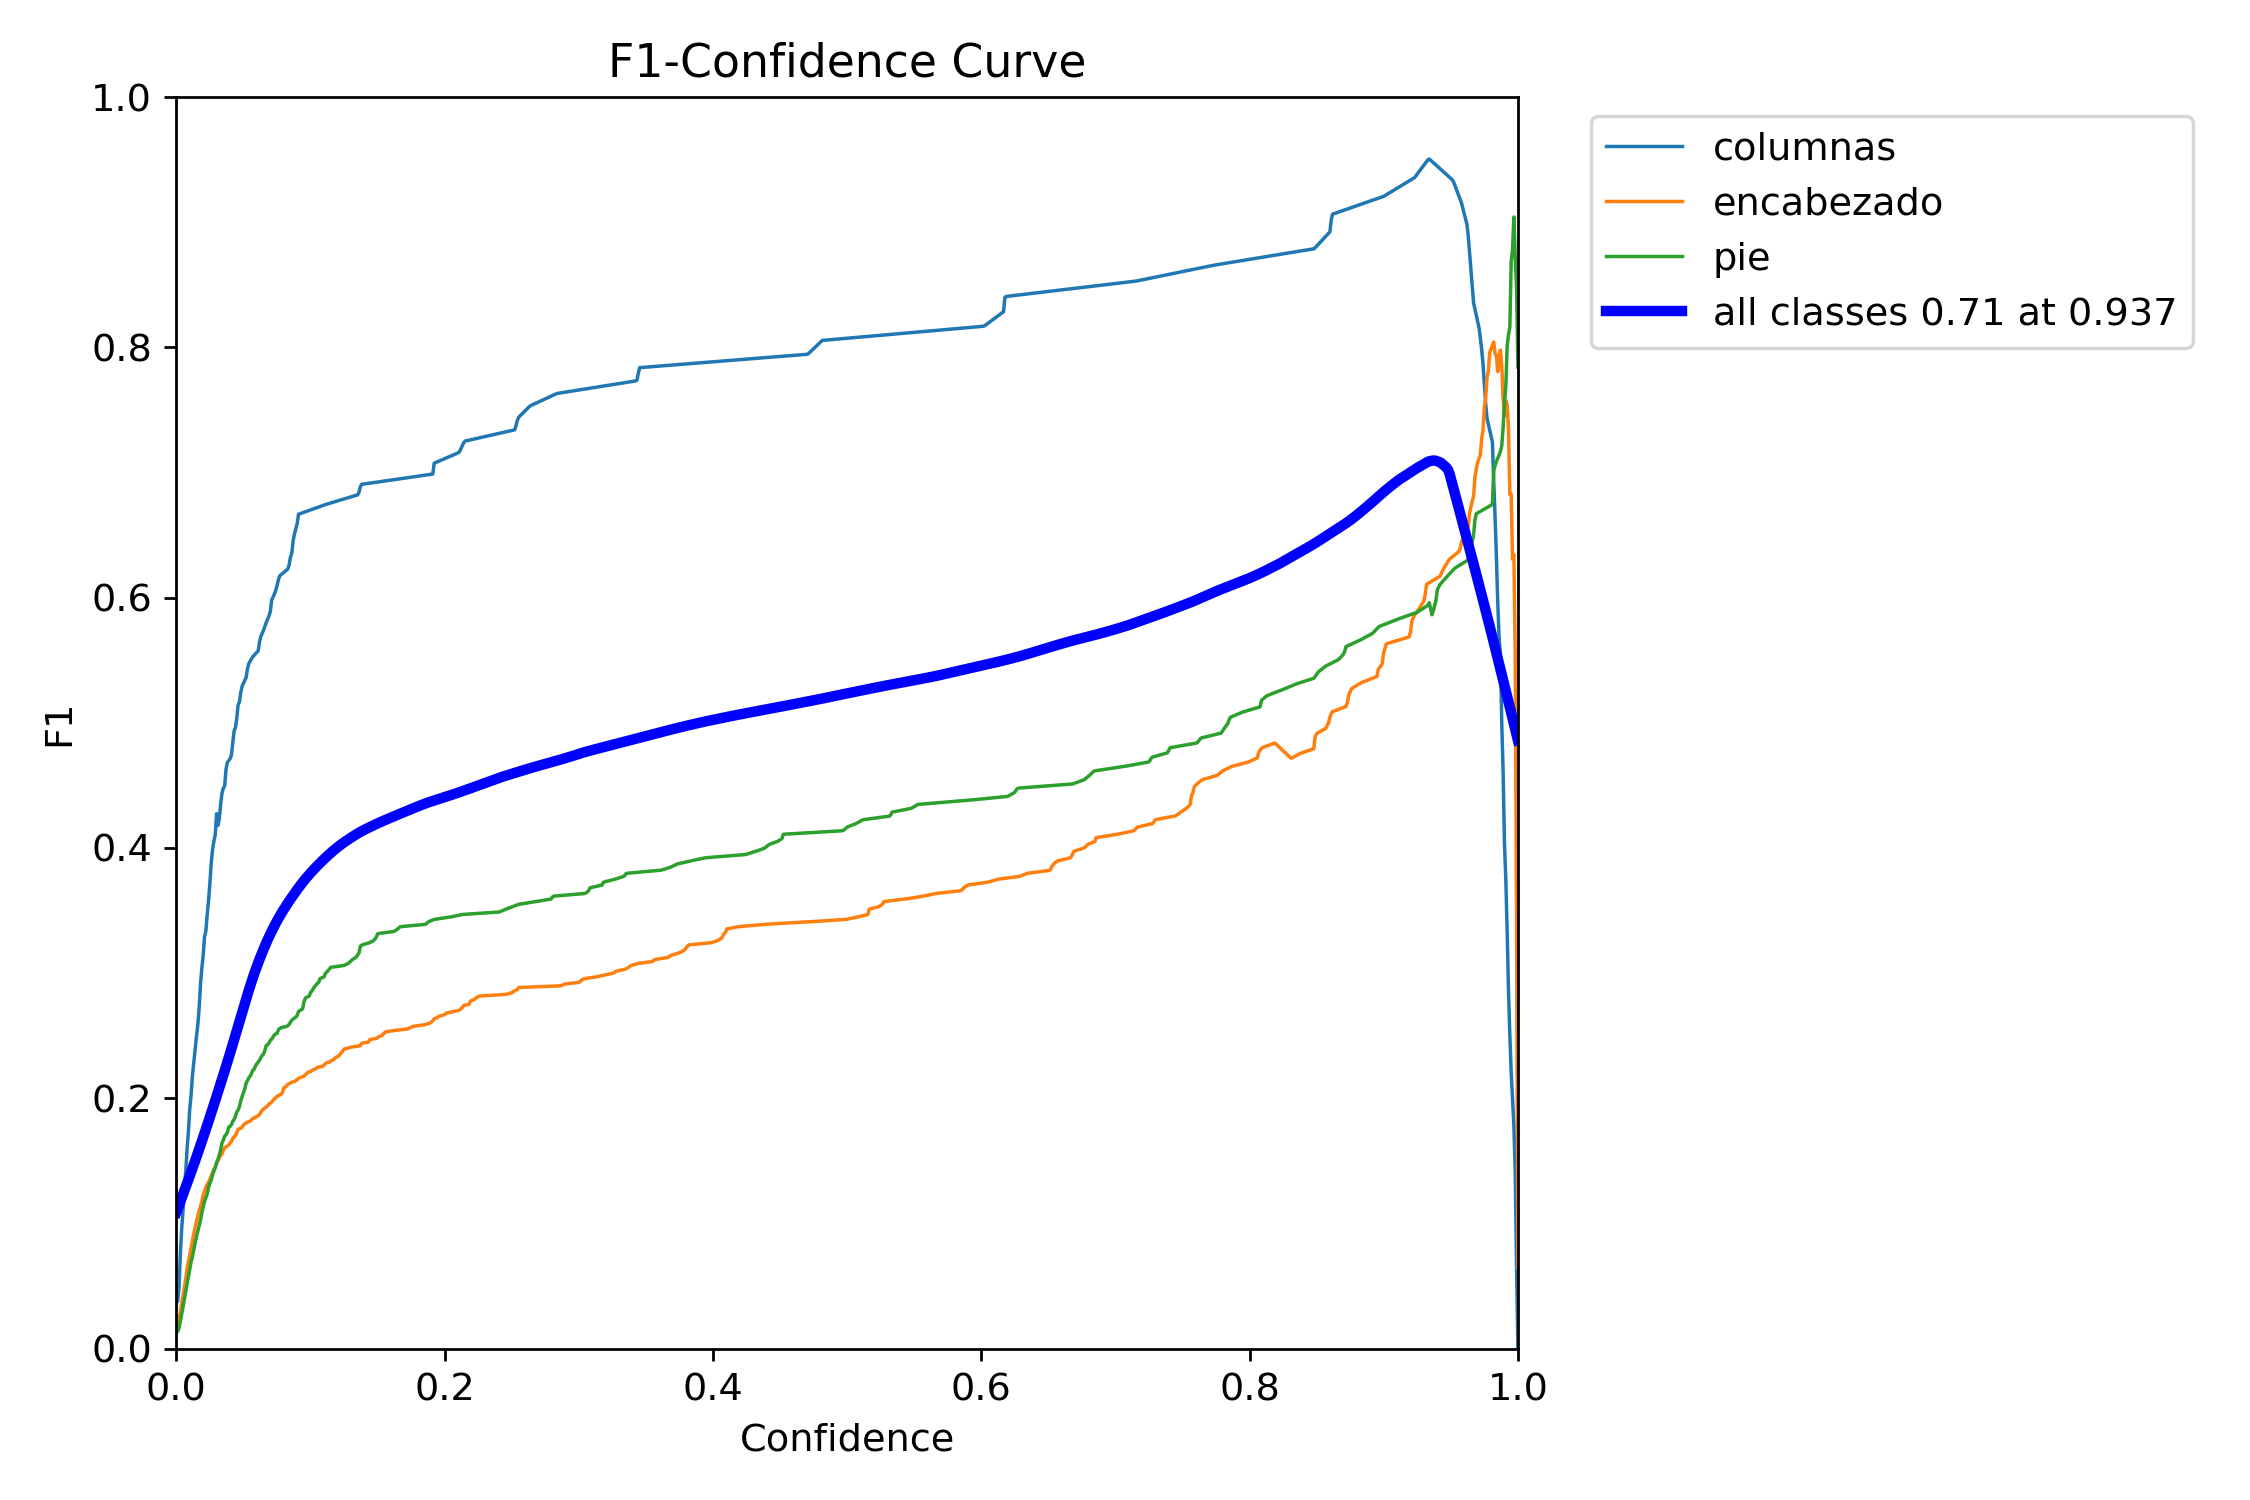 F1-Confidence Curve
1.0
0.8
0.6
0.4
0.2
0.0
F1
0.0 0.2 0.4 0.6 0.8 1.0
Confidence
columnas
encabezado
pie
all classes 0.71 at 0.937